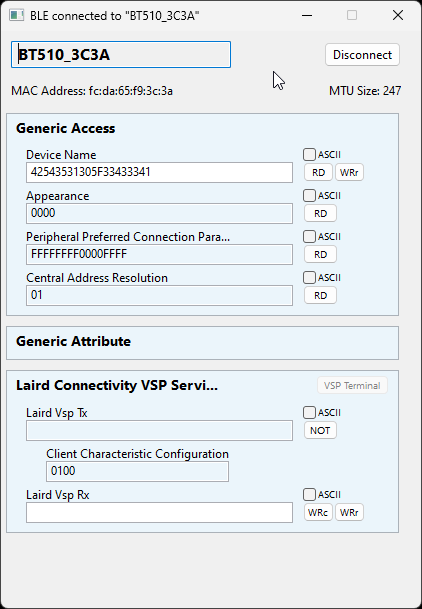 BLE connected to "BT510_3C3A"
BT510_3C3A
Disconnect
MAC Address: fc:da:65:f9:3c:3a
MTU Size: 247
Generic Access
Device Name
ASCII
42543531305F33433341
RD
WRr
Appearance
ASCII
0000
RD
Peripheral Preferred Connection Para...
ASCII
FFFFFFFF0000FFFF
RD
Central Address Resolution
ASCII
01
RD
Generic Attribute
Laird Connectivity VSP Servi...
VSP Terminal
Laird Vsp Tx
ASCII
NOT
Client Characteristic Configuration
0100
Laird Vsp Rx
ASCII
WRc
WRr